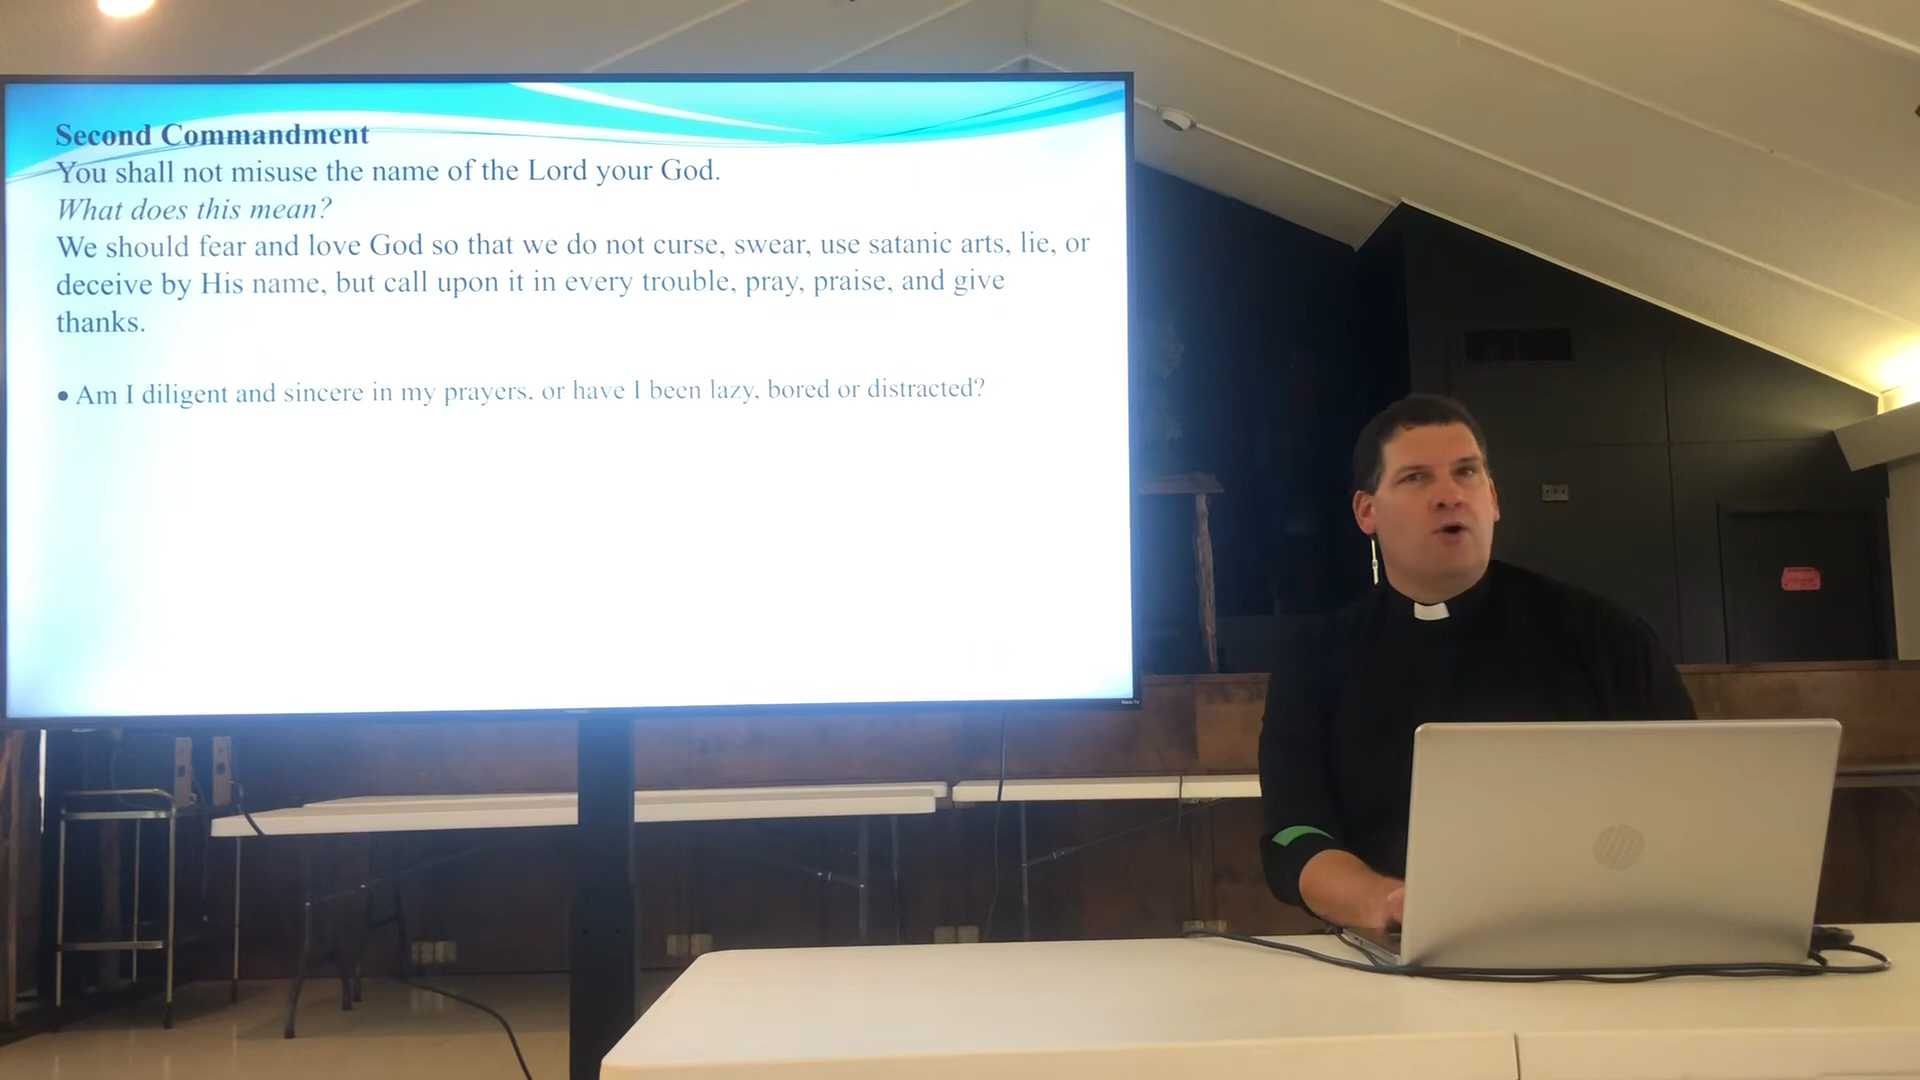 Second Commandment
You shall not misuse the name of the Lord your God.
What does this mean?
We should fear and love God so that we do not curse, swear, use satanic arts, lie, or
deceive by His name, but call upon it in every trouble, pray, praise, and give
thanks.
• Am I diligent and sincere in my prayers, or have I been lazy, bored or distracted?
hp